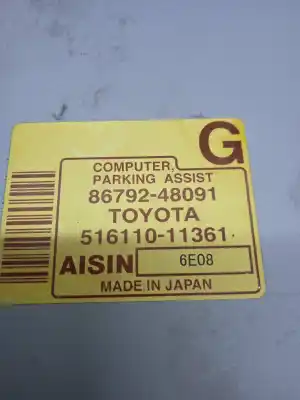 G
COMPUTER,
PARKING ASSIST
86792-48091
TOYOTA
516110-11361
AISIN 6E08
MADE IN JAPAN